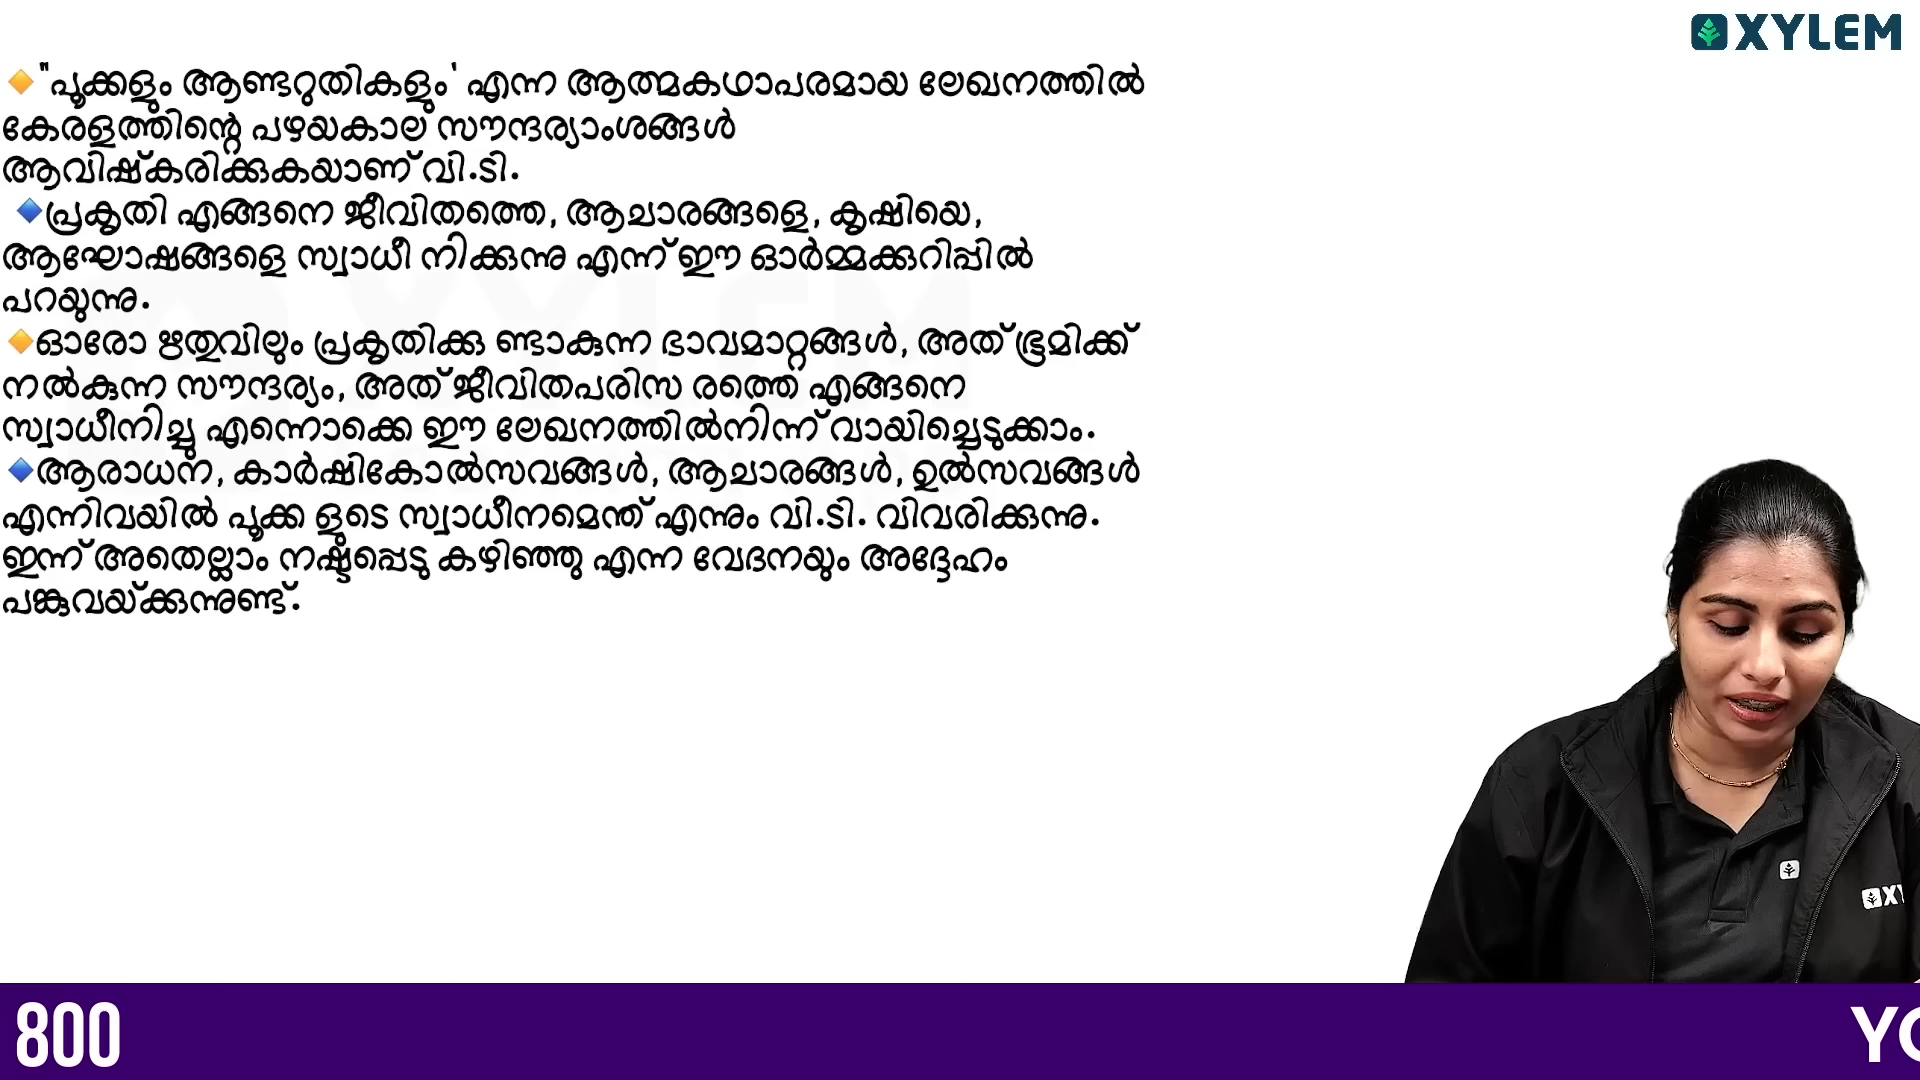 XYLEM
🔸"പൂക്കളും ആണ്ടറുതികളും' എന്ന ആത്മകഥാപരമായ ലേഖനത്തിൽ
കേരളത്തിന്റെ പഴയകാല സൗന്ദര്യാംശങ്ങൾ
ആവിഷ്കരിക്കുകയാണ് വി.ടി.
🔹പ്രകൃതി എങ്ങനെ ജീവിതത്തെ, ആചാരങ്ങളെ, കൃഷിയെ,
ആഘോഷങ്ങളെ സ്വാധീ നിക്കുന്നു എന്ന് ഈ ഓർമ്മക്കുറിപ്പിൽ
പറയുന്നു.
🔸ഓരോ ഋതുവിലും പ്രകൃതിക്കു ണ്ടാകുന്ന ഭാവമാറ്റങ്ങൾ, അത് ഭൂമിക്ക്
നൽകുന്ന സൗന്ദര്യം, അത് ജീവിതപരിസ രത്തെ എങ്ങനെ
സ്വാധീനിച്ചു എന്നൊക്കെ ഈ ലേഖനത്തിൽനിന്ന് വായിച്ചെടുക്കാം.
🔹ആരാധന, കാർഷികോൽസവങ്ങൾ, ആചാരങ്ങൾ, ഉൽസവങ്ങൾ
എന്നിവയിൽ പൂക്ക ളുടെ സ്വാധീനമെന്ത് എന്നും വി.ടി. വിവരിക്കുന്നു.
ഇന്ന് അതെല്ലാം നഷ്ടപ്പെടു കഴിഞ്ഞു എന്ന വേദനയും അദ്ദേഹം
പങ്കുവയ്ക്കുന്നുണ്ട്.
XY
800
YO